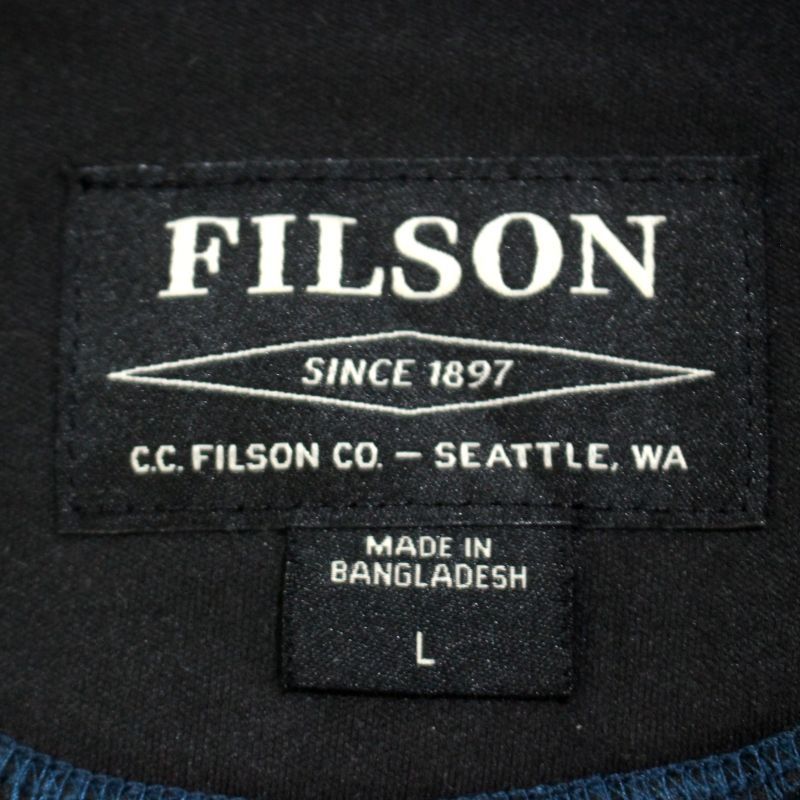 FILSON
SINCE 1897
C.C. FILSON CO. — SEATTLE, WA
MADE IN
BANGLADESH
L